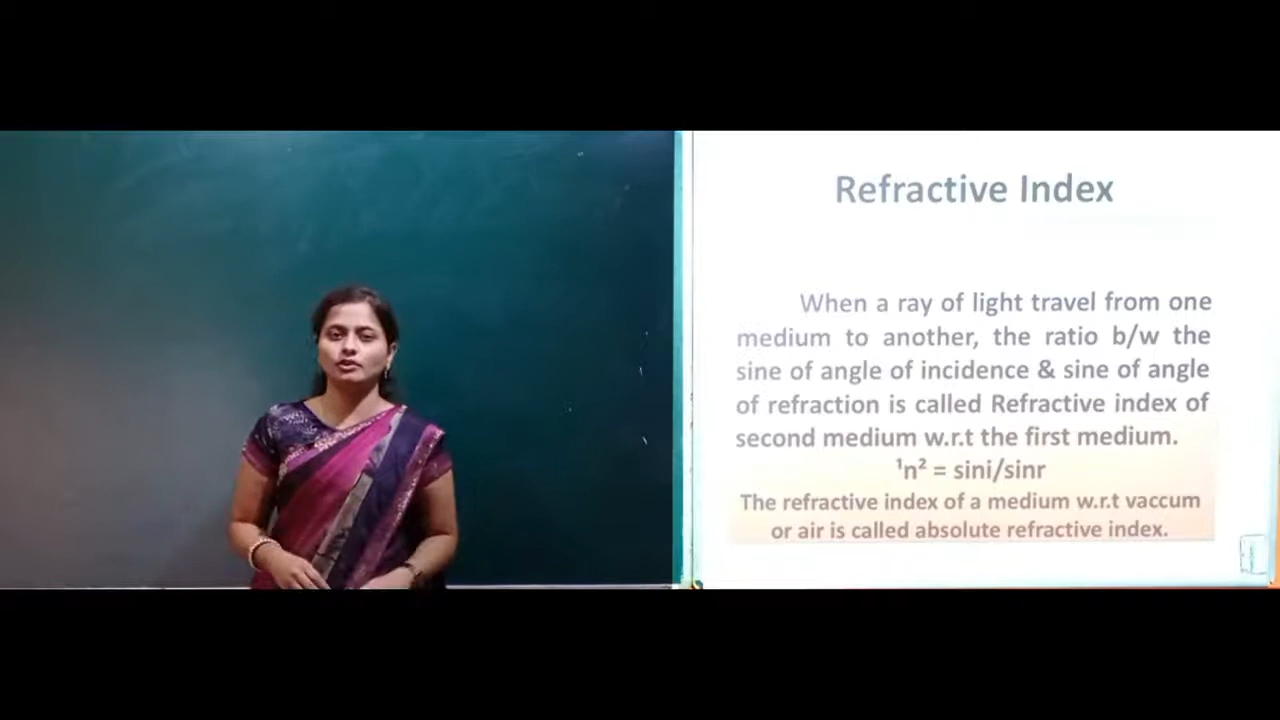 Refractive Index
When a ray of light travel from one
medium to another, the ratio b/w the
sine of angle of incidence & sine of angle
of refraction is called Refractive index of
second medium w.r.t the first medium.
¹n² = sini/sinr
The refractive index of a medium w.r.t vaccum
or air is called absolute refractive index.